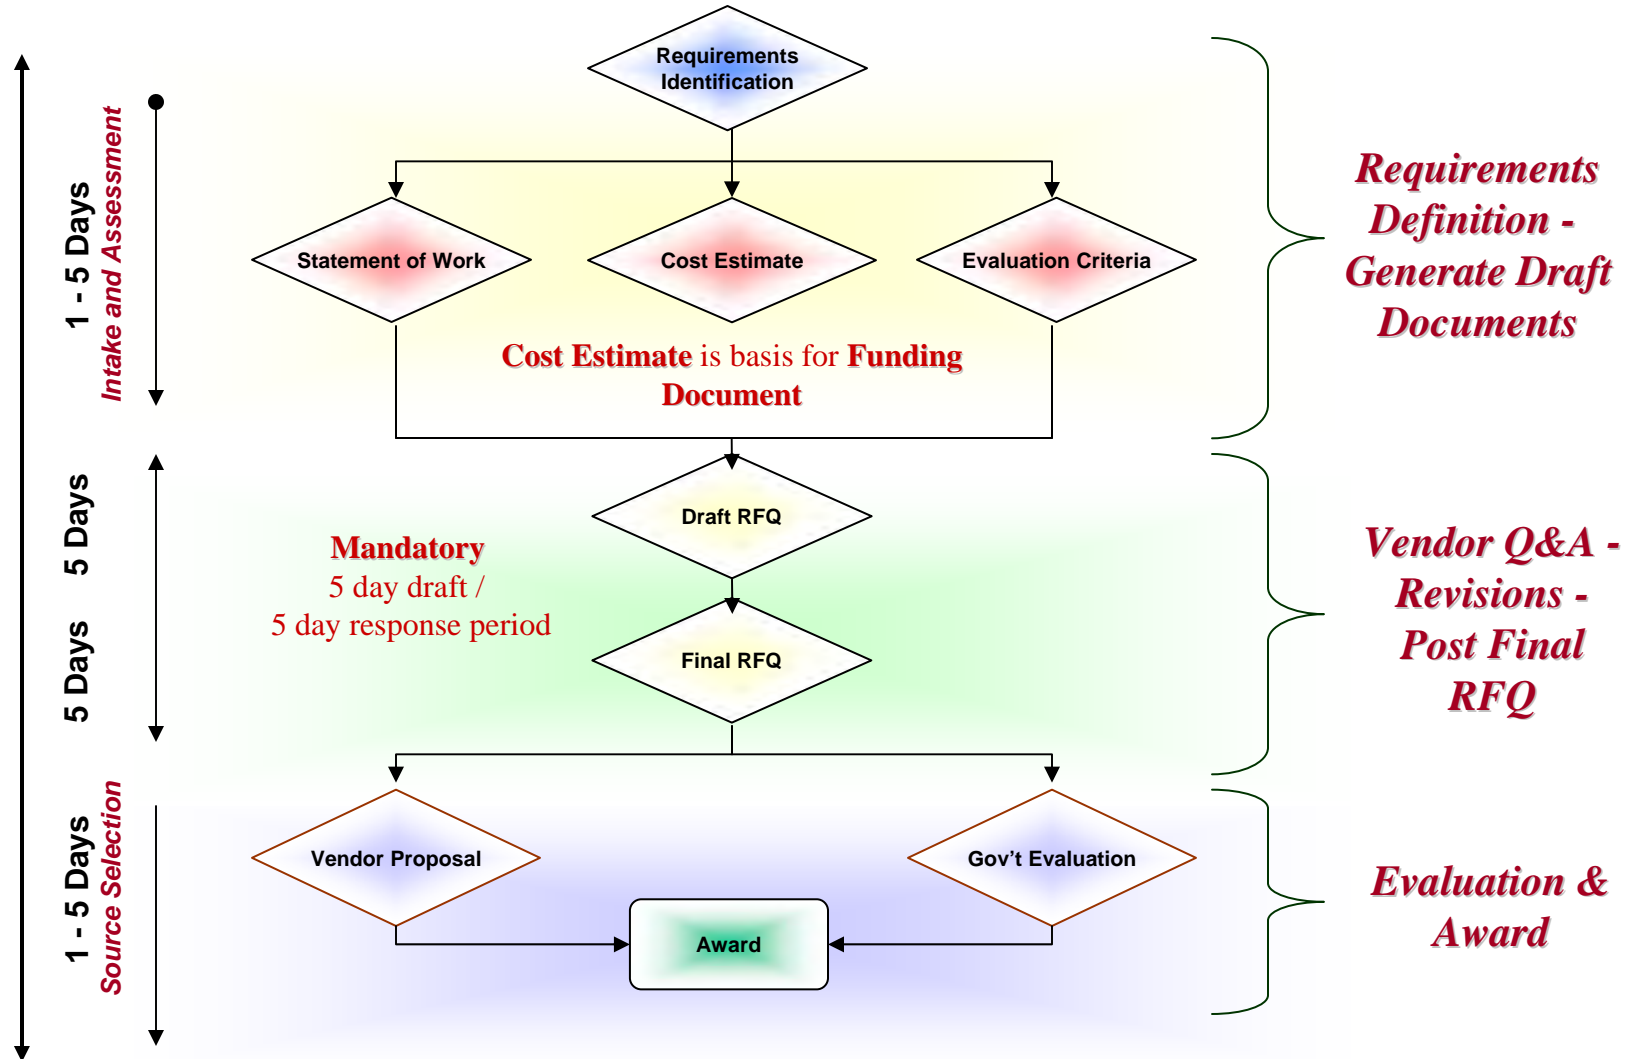 Requirements
Identification
1 - 5 Days
Intake and Assessment
Statement of Work
Cost Estimate
Evaluation Criteria
Cost Estimate is basis for Funding
Document
Requirements
Definition -
Generate Draft
Documents
5 Days
5 Days
Mandatory
5 day draft /
5 day response period
Draft RFQ
Final RFQ
Vendor Q&A -
Revisions -
Post Final
RFQ
1 - 5 Days
Source Selection
Vendor Proposal
Gov’t Evaluation
Award
Evaluation &
Award